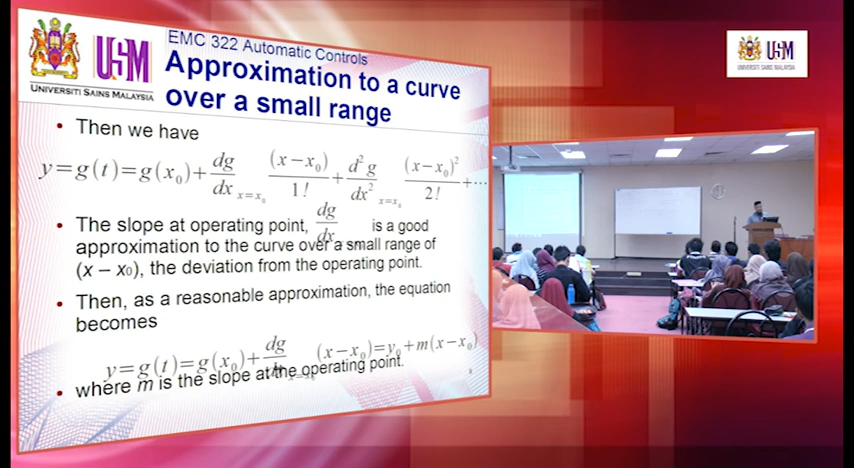 USM
UNIVERSITI SAINS MALAYSIA
EMC 322 Automatic Controls
Approximation to a curve
over a small range
• Then we have
y=g(t)=g(x₀)+dg/dx x=x₀ (x−x₀)/1! + d²g/dx² x=x₀ (x−x₀)²/2! +⋯
• The slope at operating point, dg/dx is a good
approximation to the curve over a small range of
(x − x₀), the deviation from the operating point.
• Then, as a reasonable approximation, the equation
becomes
y=g(t)=g(x₀)+dg/dx (x−x₀)=y₀+m(x−x₀)
• where m is the slope at the operating point.
USM
UNIVERSITI SAINS MALAYSIA